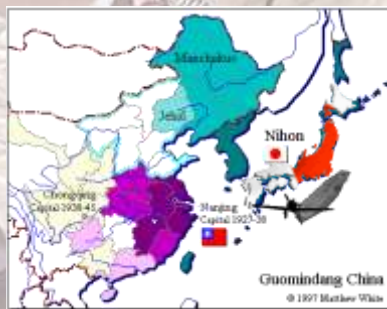 Manchukuo
Jehol
Nihon
Chongqing
Capital 1938-45
Nanjing
Capital 1927-38
Guomindang China
© 1997 Matthew White